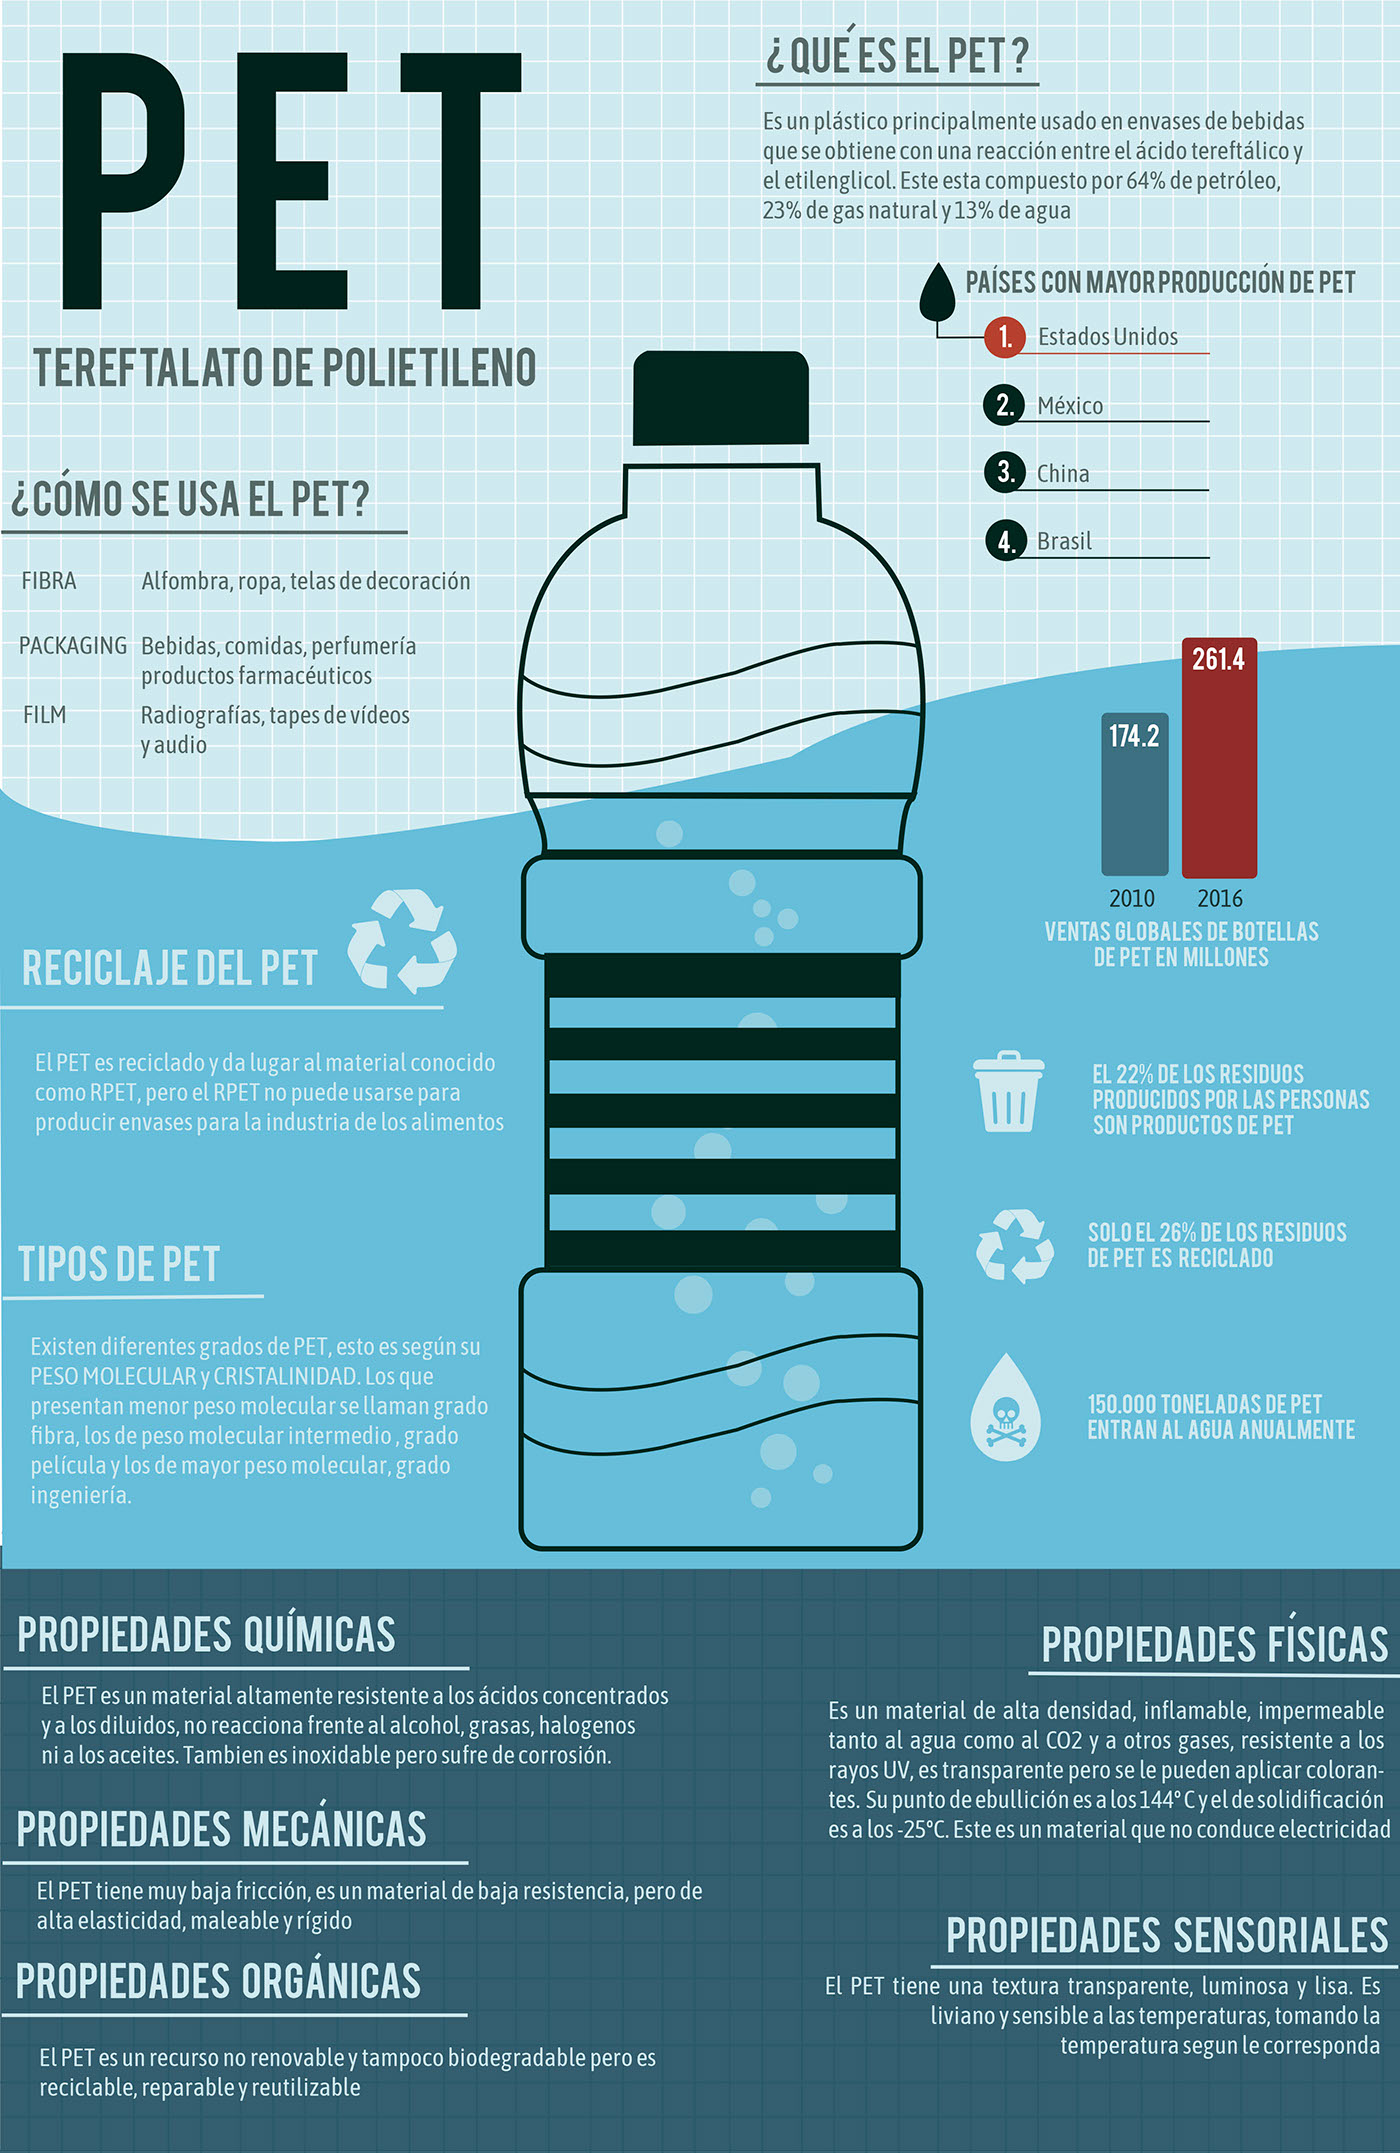 PET
TEREFTALATO DE POLIETILENO
¿QUÉ ES EL PET?
Es un plástico principalmente usado en envases de bebidas
que se obtiene con una reacción entre el ácido tereftálico y
el etilenglicol. Este esta compuesto por 64% de petróleo,
23% de gas natural y 13% de agua
PAÍSES CON MAYOR PRODUCCIÓN DE PET
1. Estados Unidos
2. México
3. China
4. Brasil
¿CÓMO SE USA EL PET?
FIBRA Alfombra, ropa, telas de decoración
PACKAGING Bebidas, comidas, perfumería
productos farmacéuticos
FILM Radiografías, tapes de vídeos
y audio
261.4
174.2
2010 2016
VENTAS GLOBALES DE BOTELLAS
DE PET EN MILLONES
RECICLAJE DEL PET
El PET es reciclado y da lugar al material conocido
como RPET, pero el RPET no puede usarse para
producir envases para la industria de los alimentos
EL 22% DE LOS RESIDUOS
PRODUCIDOS POR LAS PERSONAS
SON PRODUCTOS DE PET
SOLO EL 26% DE LOS RESIDUOS
DE PET ES RECICLADO
150.000 TONELADAS DE PET
ENTRAN AL AGUA ANUALMENTE
TIPOS DE PET
Existen diferentes grados de PET, esto es según su
PESO MOLECULAR y CRISTALINIDAD. Los que
presentan menor peso molecular se llaman grado
fibra, los de peso molecular intermedio , grado
película y los de mayor peso molecular, grado
ingeniería.
PROPIEDADES QUÍMICAS
El PET es un material altamente resistente a los ácidos concentrados
y a los diluidos, no reacciona frente al alcohol, grasas, halogenos
ni a los aceites. Tambien es inoxidable pero sufre de corrosión.
PROPIEDADES MECÁNICAS
El PET tiene muy baja fricción, es un material de baja resistencia, pero de
alta elasticidad, maleable y rígido
PROPIEDADES ORGÁNICAS
El PET es un recurso no renovable y tampoco biodegradable pero es
reciclable, reparable y reutilizable
PROPIEDADES FÍSICAS
Es un material de alta densidad, inflamable, impermeable
tanto al agua como al CO2 y a otros gases, resistente a los
rayos UV, es transparente pero se le pueden aplicar coloran-
tes. Su punto de ebullición es a los 144° C y el de solidificación
es a los -25°C. Este es un material que no conduce electricidad
PROPIEDADES SENSORIALES
El PET tiene una textura transparente, luminosa y lisa. Es
liviano y sensible a las temperaturas, tomando la
temperatura segun le corresponda